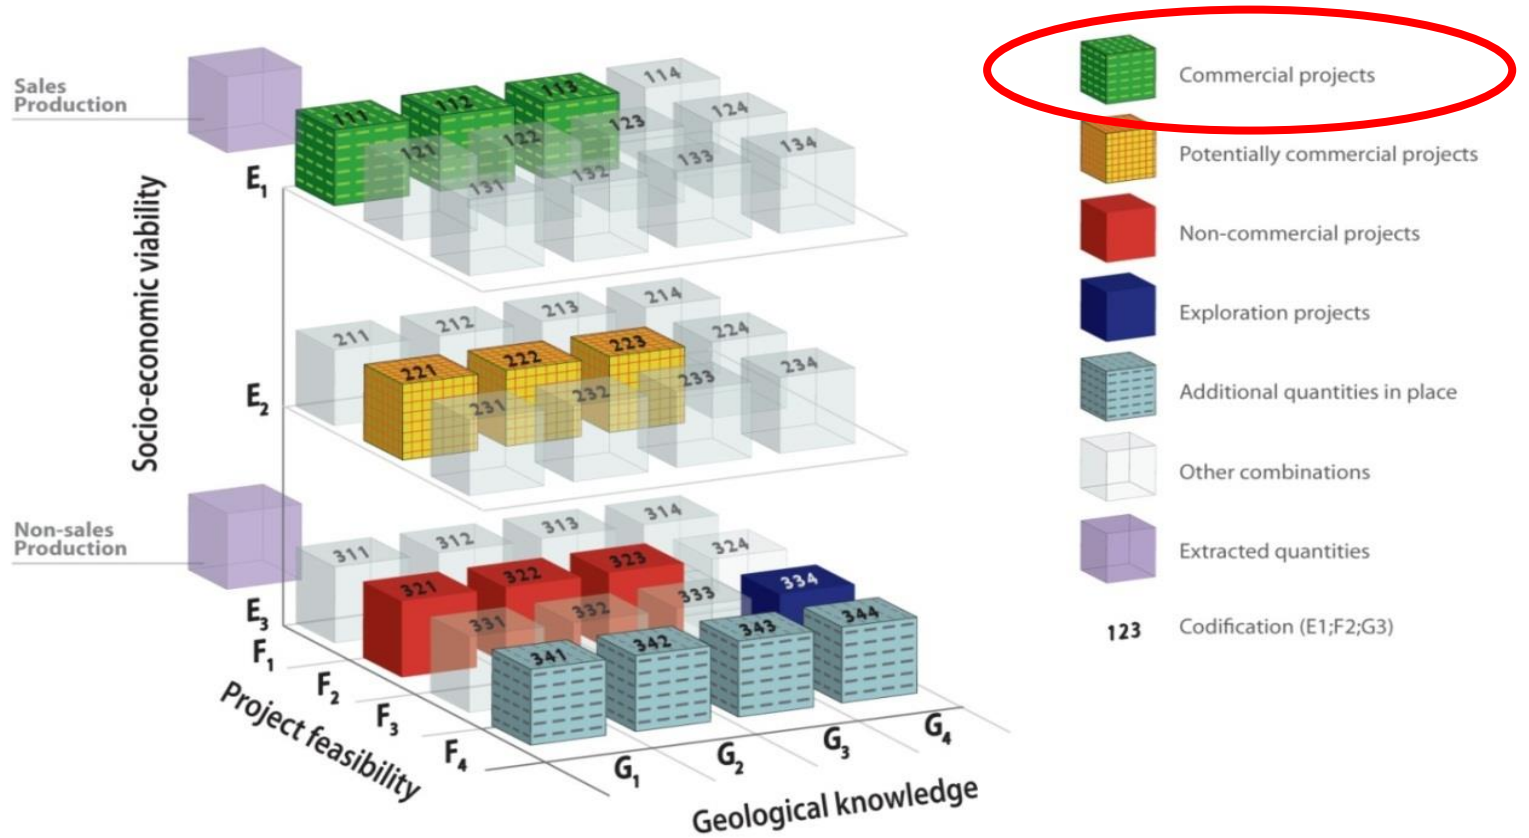 Sales
Production
Socio-economic viability
E1
111
112
113
114
121
122
123
124
131
132
133
134
E2
211
212
213
214
221
222
223
224
231
232
233
234
Non-sales
Production
E3
311
312
313
314
321
322
323
324
331
332
333
334
341
342
343
344
F1
F2
F3
F4
Project feasibility
G1
G2
G3
G4
Geological knowledge
Commercial projects
Potentially commercial projects
Non-commercial projects
Exploration projects
Additional quantities in place
Other combinations
Extracted quantities
123 Codification (E1;F2;G3)